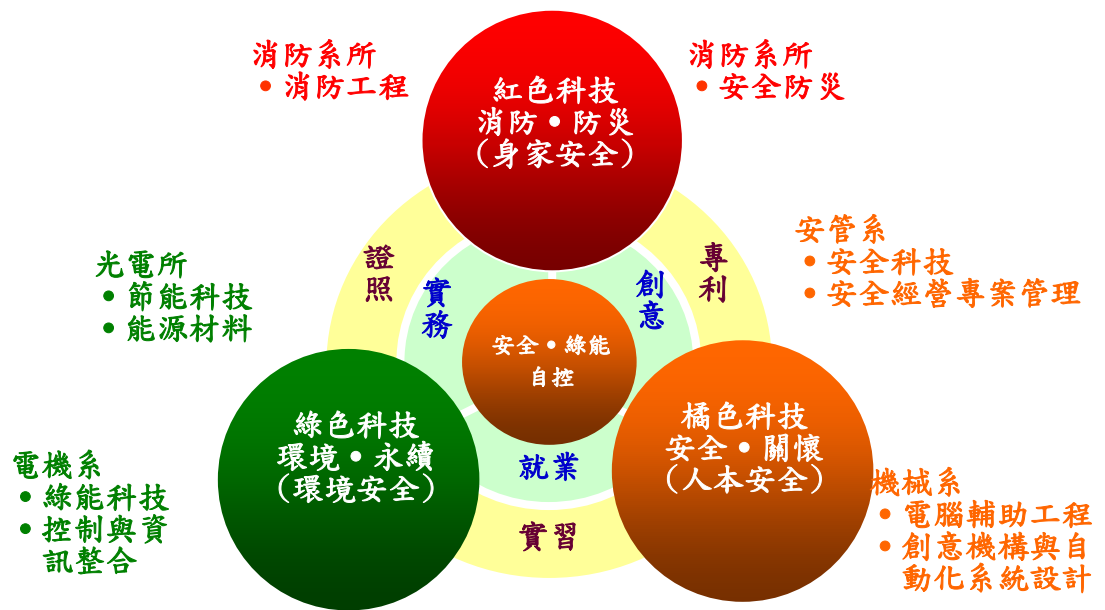 消防系所
• 消防工程
紅色科技
消防•防災
(身家安全)
消防系所
• 安全防災
證照
專利
實務
創意
安管系
• 安全科技
• 安全經營專案管理
光電所
• 節能科技
• 能源材料
安全•綠能
自控
綠色科技
環境•永續
(環境安全)
橘色科技
安全•關懷
(人本安全)
就業
實習
電機系
• 綠能科技
• 控制與資
訊整合
機械系
• 電腦輔助工程
• 創意機構與自
動化系統設計